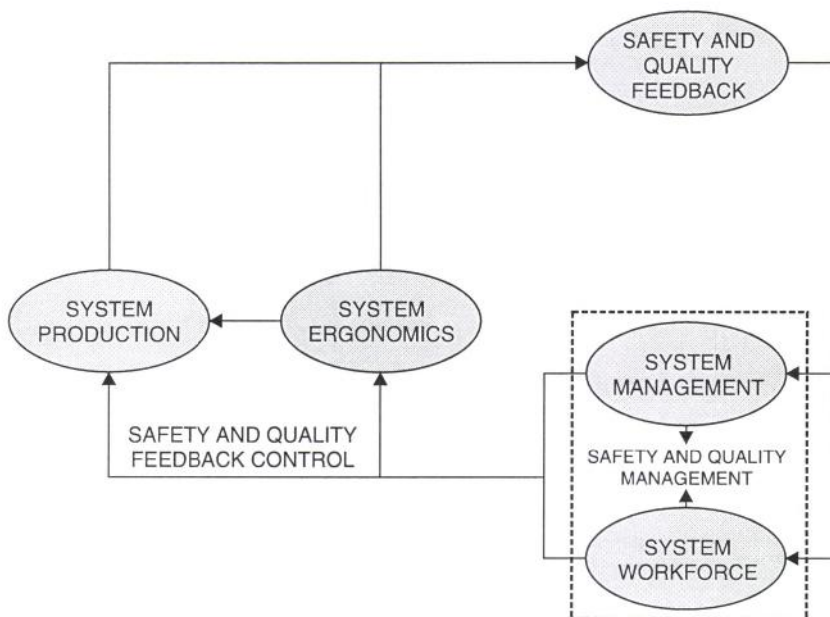 SAFETY AND
QUALITY
FEEDBACK
SYSTEM
PRODUCTION
SYSTEM
ERGONOMICS
SYSTEM
MANAGEMENT
SAFETY AND QUALITY
FEEDBACK CONTROL
SAFETY AND QUALITY
MANAGEMENT
SYSTEM
WORKFORCE